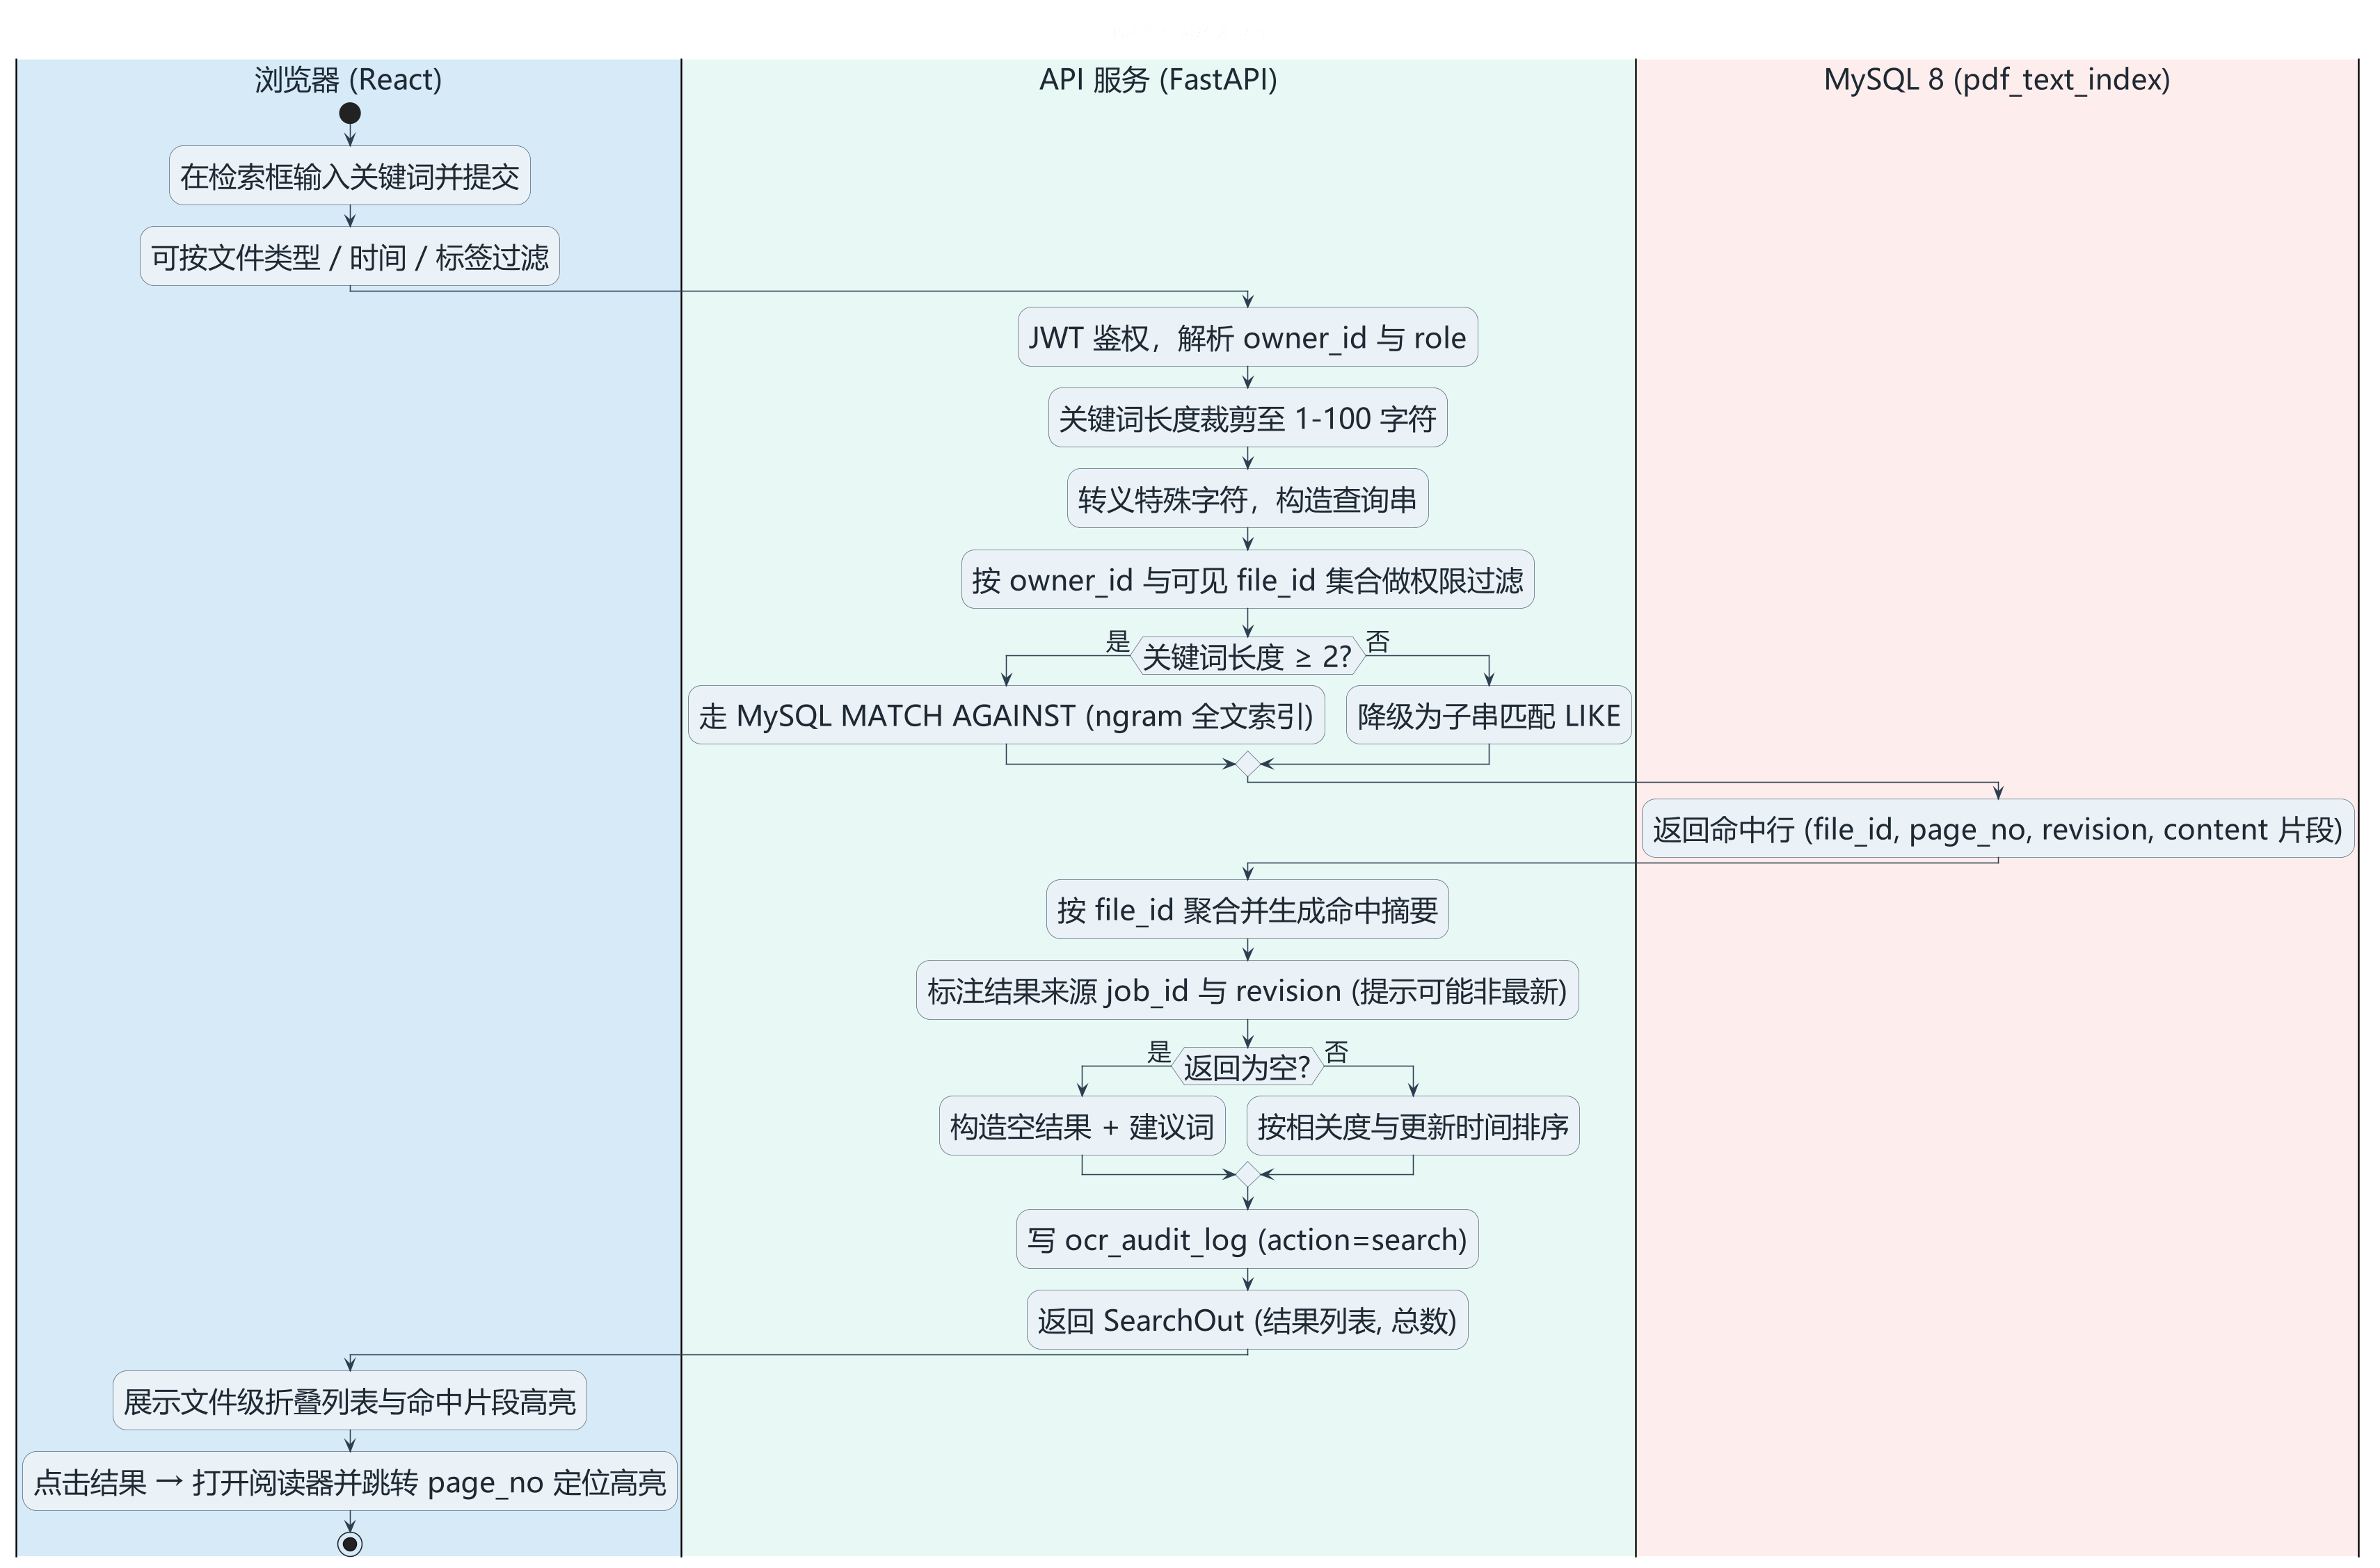 浏览器 (React)
API 服务 (FastAPI)
MySQL 8 (pdf_text_index)
在检索框输入关键词并提交
可按文件类型 / 时间 / 标签过滤
JWT 鉴权，解析 owner_id 与 role
关键词长度裁剪至 1-100 字符
转义特殊字符，构造查询串
按 owner_id 与可见 file_id 集合做权限过滤
是
关键词长度 ≥ 2?
否
走 MySQL MATCH AGAINST (ngram 全文索引)
降级为子串匹配 LIKE
返回命中行 (file_id, page_no, revision, content 片段)
按 file_id 聚合并生成命中摘要
标注结果来源 job_id 与 revision (提示可能非最新)
是
返回为空?
否
构造空结果 + 建议词
按相关度与更新时间排序
写 ocr_audit_log (action=search)
返回 SearchOut (结果列表, 总数)
展示文件级折叠列表与命中片段高亮
点击结果 → 打开阅读器并跳转 page_no 定位高亮